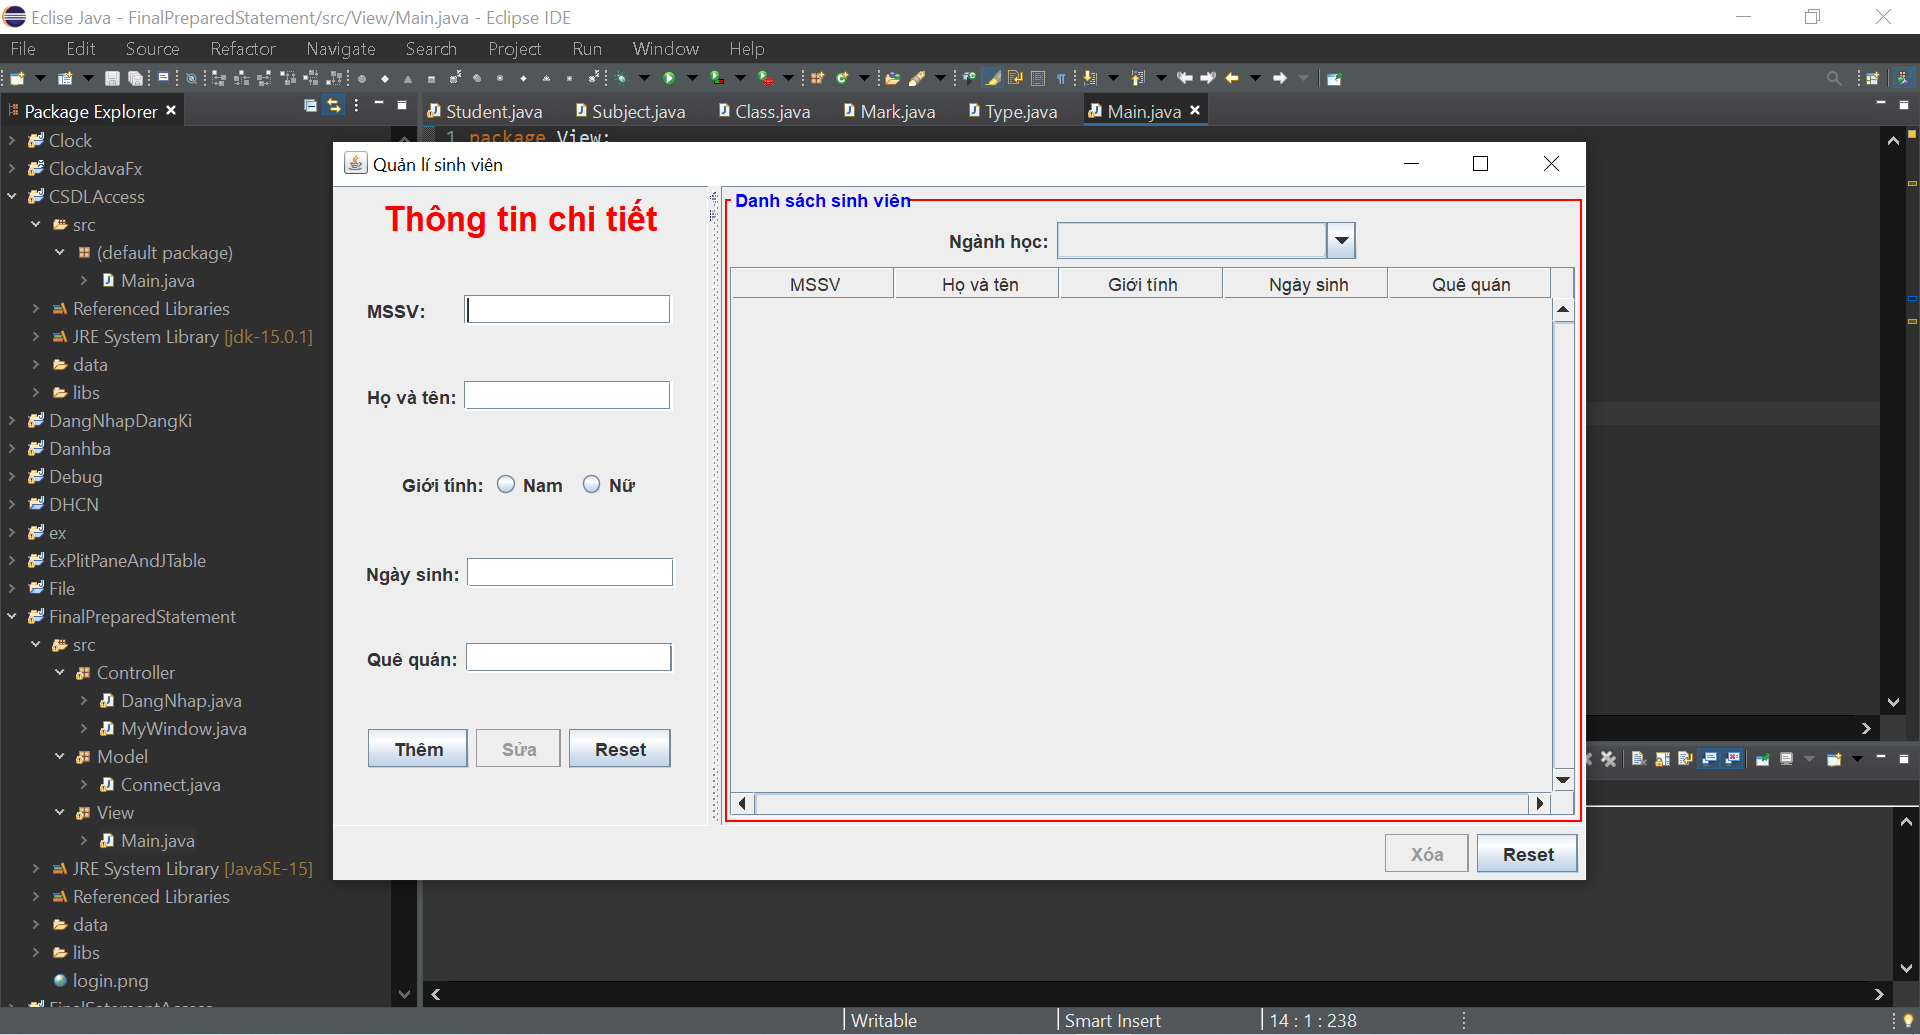 Eclise Java - FinalPreparedStatement/src/View/Main.java - Eclipse IDE
File Edit Source Refactor Navigate Search Project Run Window Help
Package Explorer
Student.java Subject.java Class.java Mark.java Type.java Main.java
1 package View;
Clock
ClockJavaFx
CSDLAccess
src
(default package)
Main.java
Referenced Libraries
JRE System Library [jdk-15.0.1]
data
libs
DangNhapDangKi
Danhba
Debug
DHCN
ex
ExPlitPaneAndJTable
File
FinalPreparedStatement
src
Controller
DangNhap.java
MyWindow.java
Model
Connect.java
View
Main.java
JRE System Library [JavaSE-15]
Referenced Libraries
data
libs
login.png
FinalSatementAccess
Quản lí sinh viên
Thông tin chi tiết
MSSV:
Họ và tên:
Giới tính: Nam Nữ
Ngày sinh:
Quê quán:
Thêm Sửa Reset
Danh sách sinh viên
Ngành học:
MSSV Họ và tên Giới tính Ngày sinh Quê quán
Xóa Reset
Writable Smart Insert 14 : 1 : 238